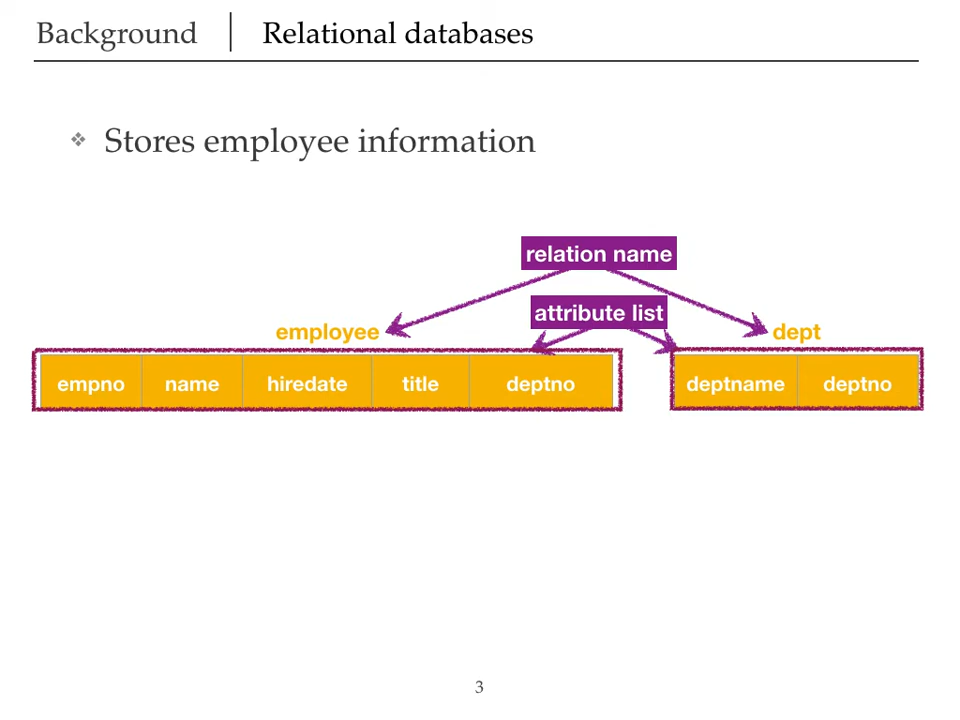 Background | Relational databases
❖ Stores employee information
relation name
attribute list
employee dept
empno name hiredate title deptno deptname deptno
3